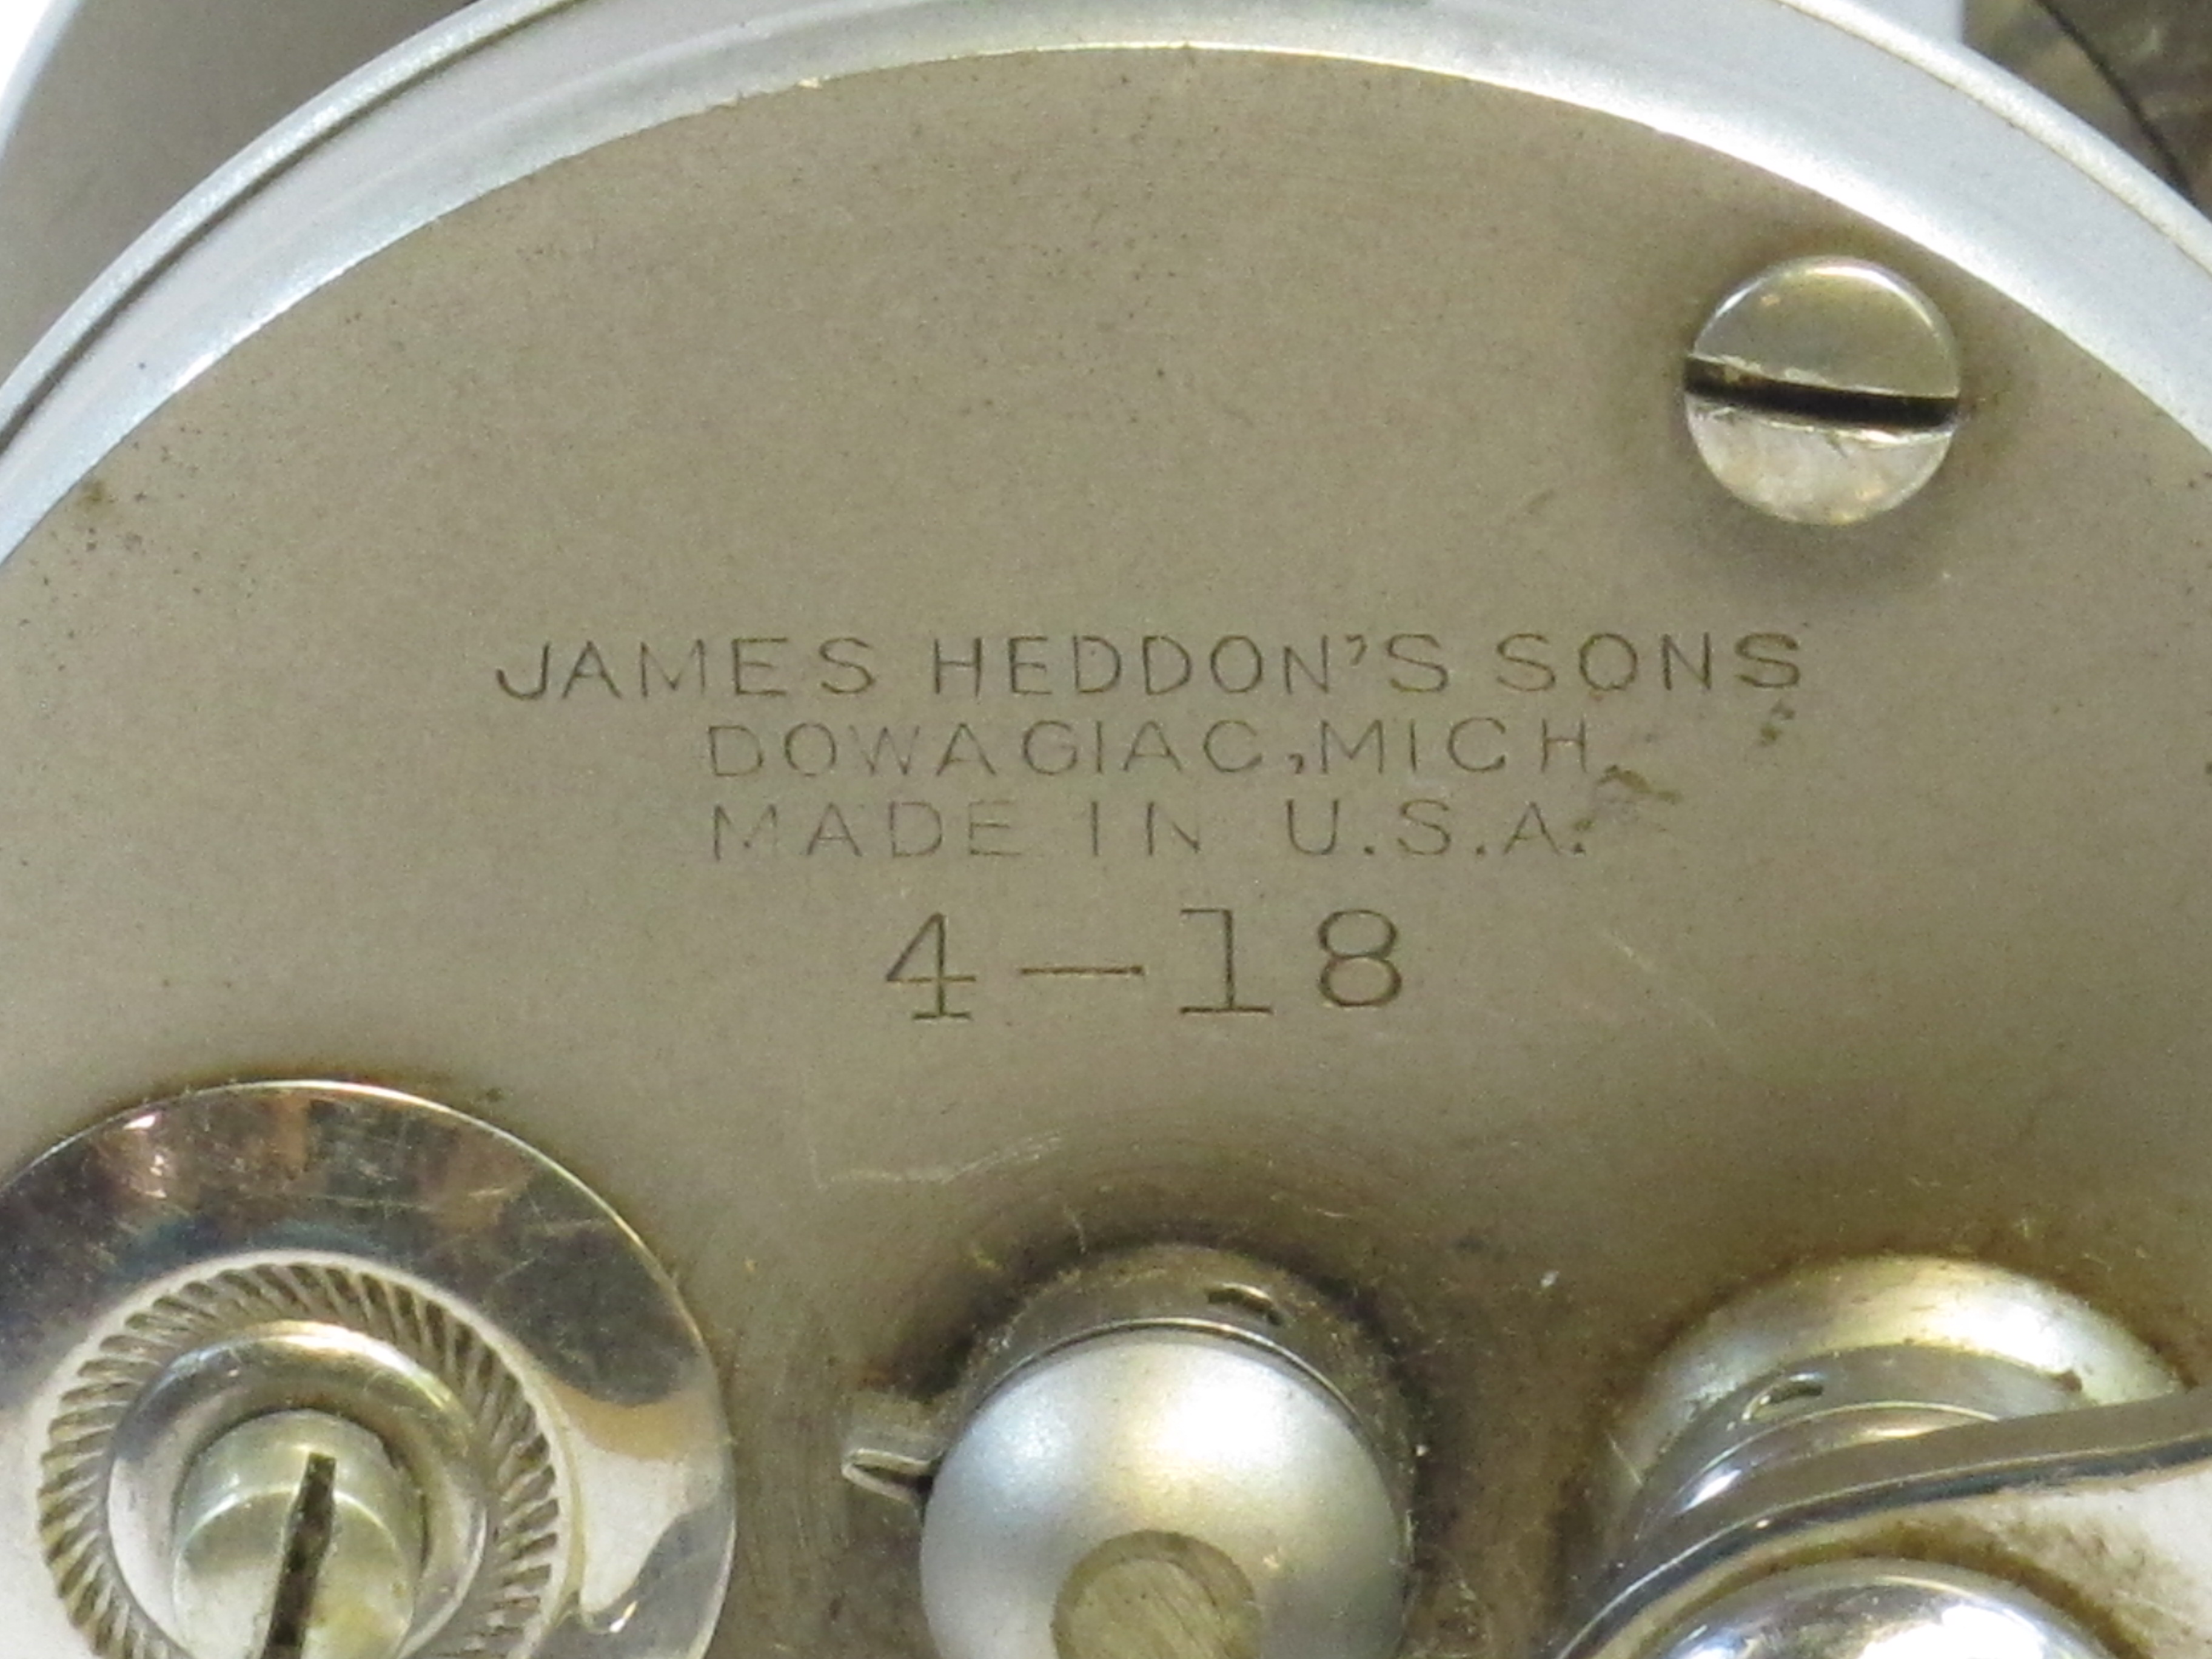 JAMES HEDDON'S SONS
DOWAGIAC, MICH.
MADE IN U.S.A.
4-18